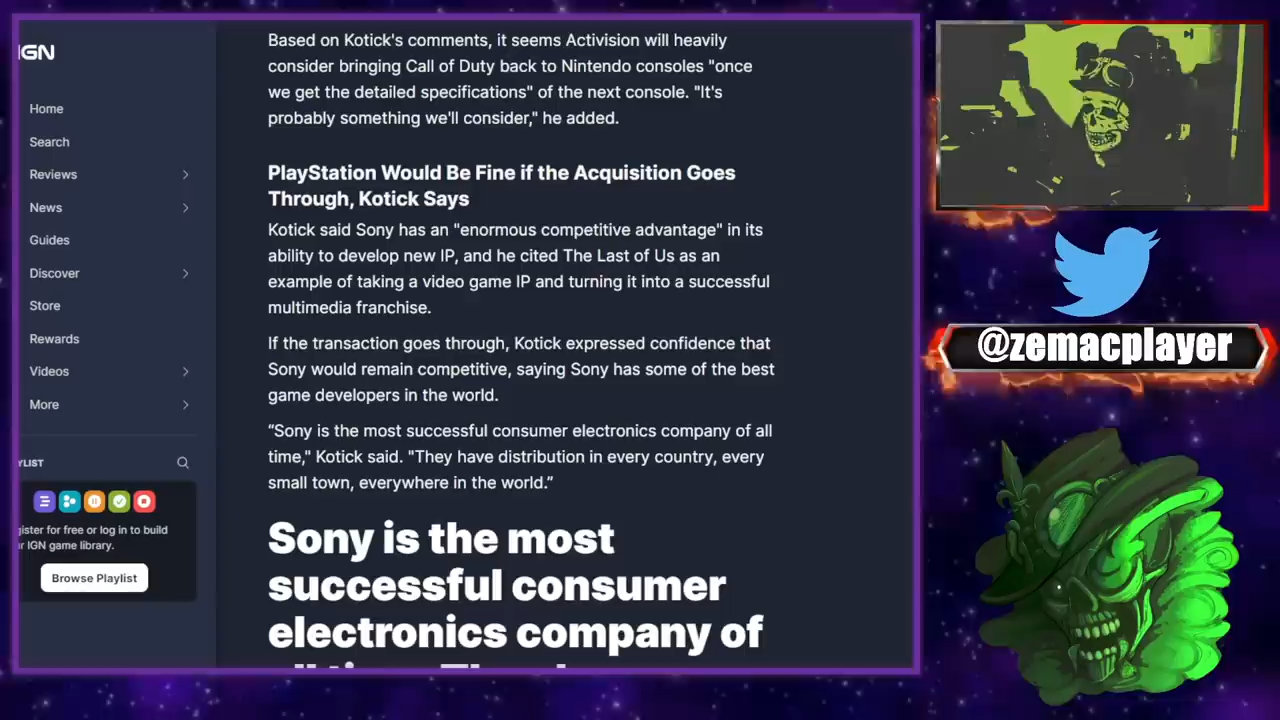 IGN
Home
Search
Reviews
News
Guides
Discover
Store
Rewards
Videos
More
YLIST
gister for free or log in to build
r IGN game library.
Browse Playlist
Based on Kotick's comments, it seems Activision will heavily
consider bringing Call of Duty back to Nintendo consoles "once
we get the detailed specifications" of the next console. "It's
probably something we'll consider," he added.
PlayStation Would Be Fine if the Acquisition Goes
Through, Kotick Says
Kotick said Sony has an "enormous competitive advantage" in its
ability to develop new IP, and he cited The Last of Us as an
example of taking a video game IP and turning it into a successful
multimedia franchise.
If the transaction goes through, Kotick expressed confidence that
Sony would remain competitive, saying Sony has some of the best
game developers in the world.
“Sony is the most successful consumer electronics company of all
time," Kotick said. "They have distribution in every country, every
small town, everywhere in the world.”
Sony is the most
successful consumer
electronics company of
@zemacplayer